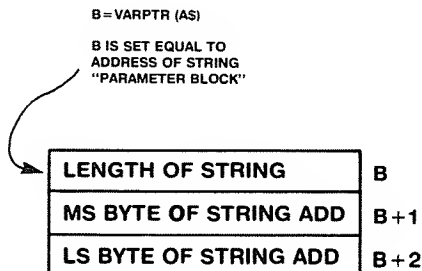 B=VARPTR (A$)
B IS SET EQUAL TO
ADDRESS OF STRING
"PARAMETER BLOCK"
LENGTH OF STRING B
MS BYTE OF STRING ADD B+1
LS BYTE OF STRING ADD B+2